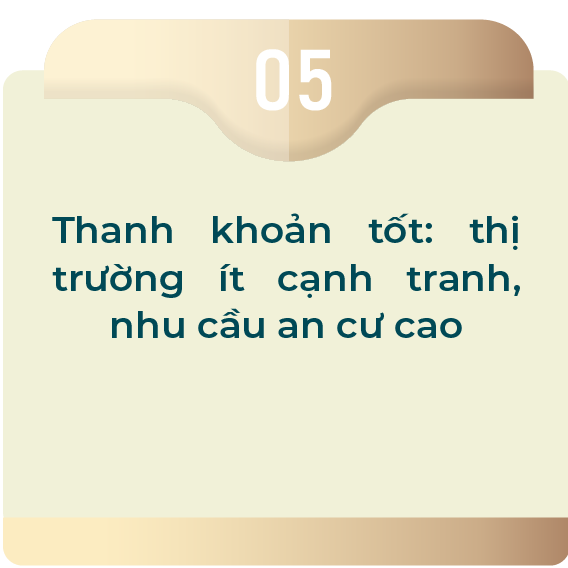 05
Thanh khoản tốt: thị
trường ít cạnh tranh,
nhu cầu an cư cao